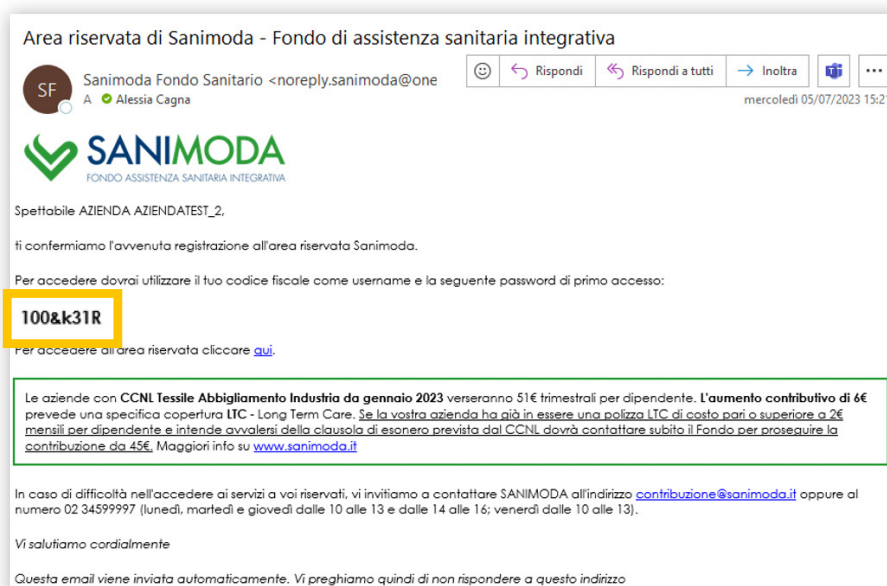 Area riservata di Sanimoda - Fondo di assistenza sanitaria integrativa
SF
Sanimoda Fondo Sanitario <noreply.sanimoda@one
Rispondi
Rispondi a tutti
Inoltra
A Alessia Cagna
mercoledì 05/07/2023 15:21
SANIMODA
FONDO ASSISTENZA SANITARIA INTEGRATIVA
Spettabile AZIENDA AZIENDATEST_2,
ti confermiamo l'avvenuta registrazione all'area riservata Sanimoda.
Per accedere dovrai utilizzare il tuo codice fiscale come username e la seguente password di primo accesso:
100&k31R
Per accedere all'area riservata cliccare qui.
Le aziende con CCNL Tessile Abbigliamento Industria da gennaio 2023 verseranno 51€ trimestrali per dipendente. L'aumento contributivo di 6€
prevede una specifica copertura LTC - Long Term Care. Se la vostra azienda ha già in essere una polizza LTC di costo pari o superiore a 2€
mensili per dipendente e intende avvalersi della clausola di esonero prevista dal CCNL dovrà contattare subito il Fondo per proseguire la
contribuzione da 45€. Maggiori info su www.sanimoda.it
In caso di difficoltà nell'accedere ai servizi a voi riservati, vi invitiamo a contattare SANIMODA all'indirizzo contribuzione@sanimoda.it oppure al
numero 02 34599997 (lunedì, martedì e giovedì dalle 10 alle 13 e dalle 14 alle 16; venerdì dalle 10 alle 13).
Vi salutiamo cordialmente
Questa email viene inviata automaticamente. Vi preghiamo quindi di non rispondere a questo indirizzo